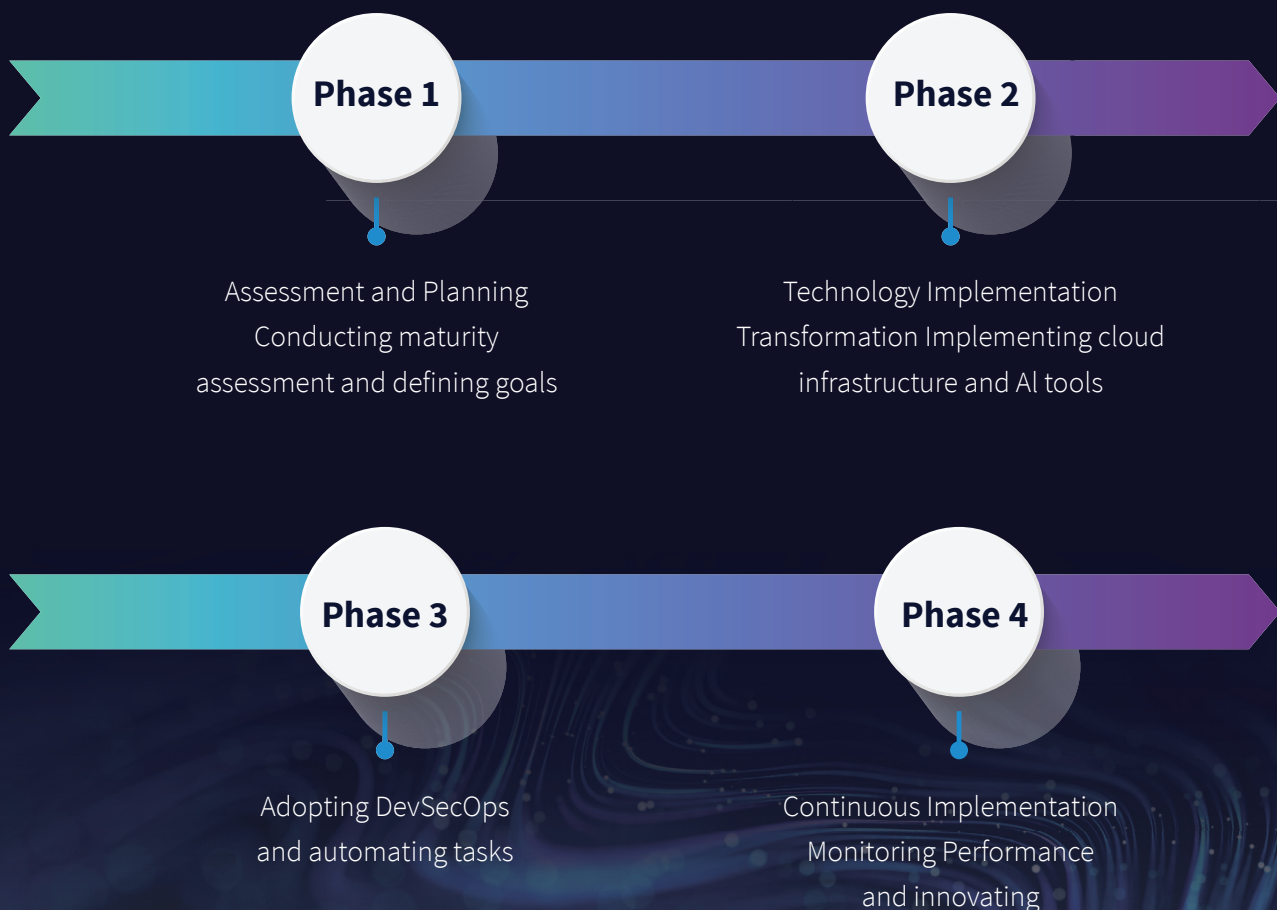 Phase 1
Phase 2
Assessment and Planning
Conducting maturity
assessment and defining goals
Technology Implementation
Transformation Implementing cloud
infrastructure and Al tools
Phase 3
Phase 4
Adopting DevSecOps
and automating tasks
Continuous Implementation
Monitoring Performance
and innovating